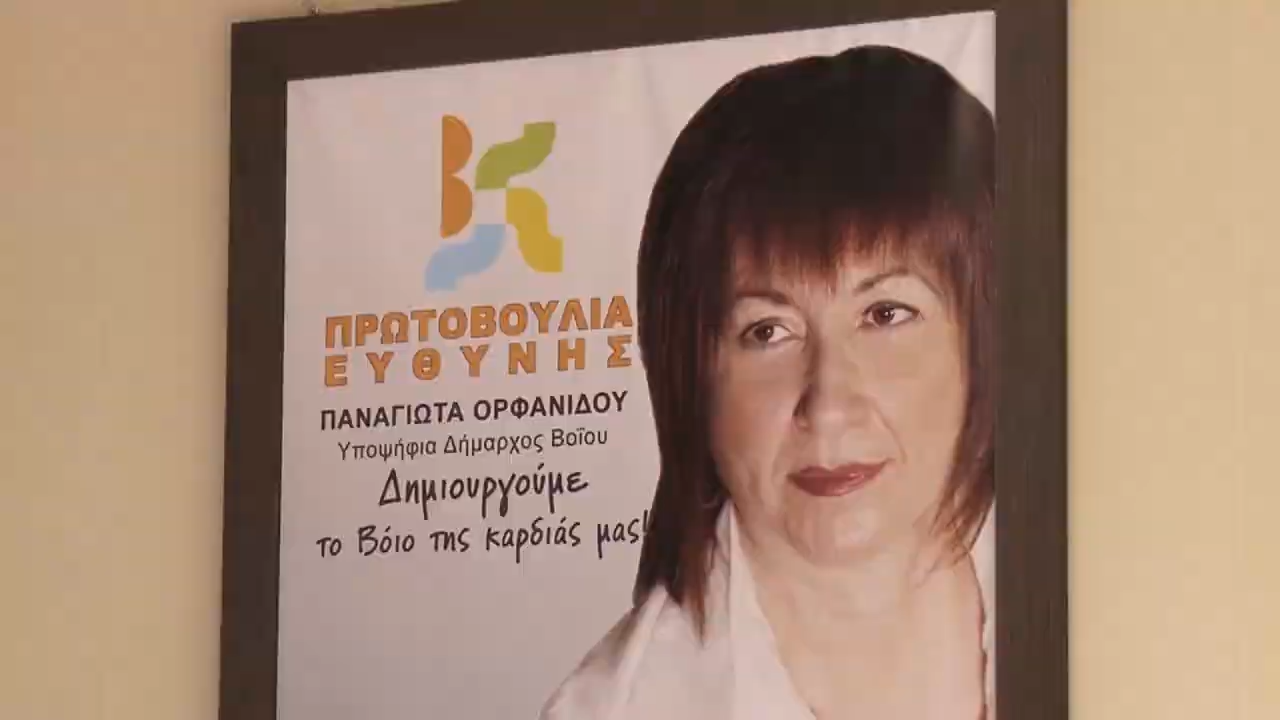 ΠΡΩΤΟΒΟΥΛΙΑ
ΕΥΘΥΝΗΣ
ΠΑΝΑΓΙΩΤΑ ΟΡΦΑΝΙΔΟΥ
Υποψήφια Δήμαρχος Βοΐου
Δημιουργούμε
το Βόιο της καρδιάς μας!